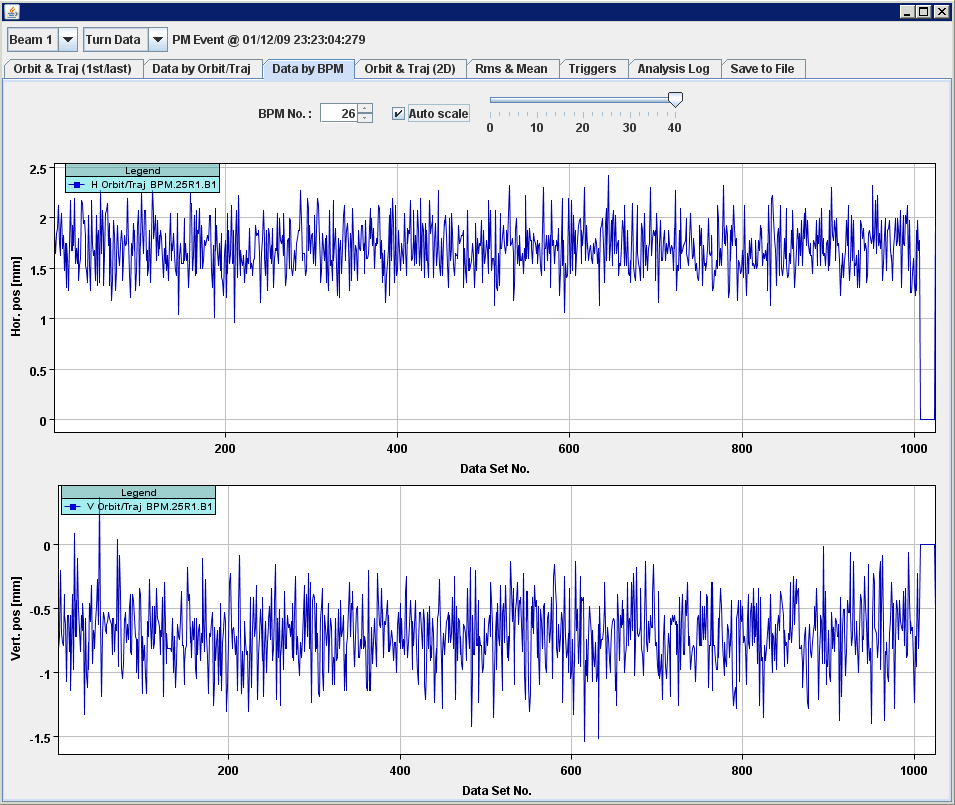 Beam 1 Turn Data PM Event @ 01/12/09 23:23:04:279
Orbit & Traj (1st/last) Data by Orbit/Traj Data by BPM Orbit & Traj (2D) Rms & Mean Triggers Analysis Log Save to File
BPM No. : 26 Auto scale
0 10 20 30 40
Legend
H Orbit/Traj BPM.25R1.B1
2.5
2
1.5
1
0.5
0
Hor. pos [mm]
200 400 600 800 1000
Data Set No.
Legend
V Orbit/Traj BPM.25R1.B1
0
-0.5
-1
-1.5
Vert. pos [mm]
200 400 600 800 1000
Data Set No.